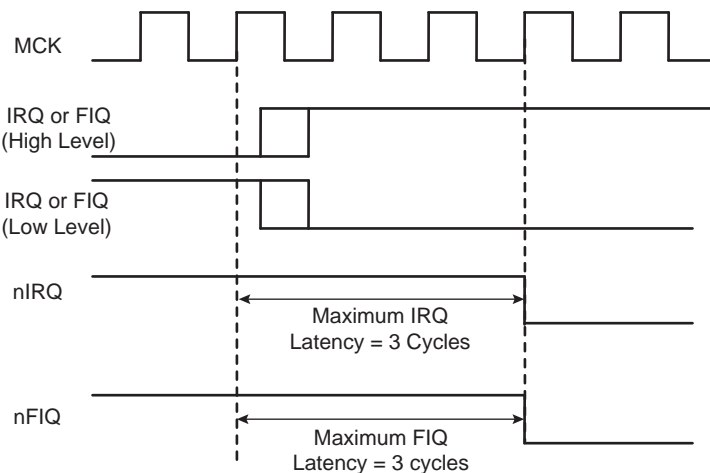 MCK
IRQ or FIQ
(High Level)
IRQ or FIQ
(Low Level)
nIRQ
Maximum IRQ
Latency = 3 Cycles
nFIQ
Maximum FIQ
Latency = 3 cycles